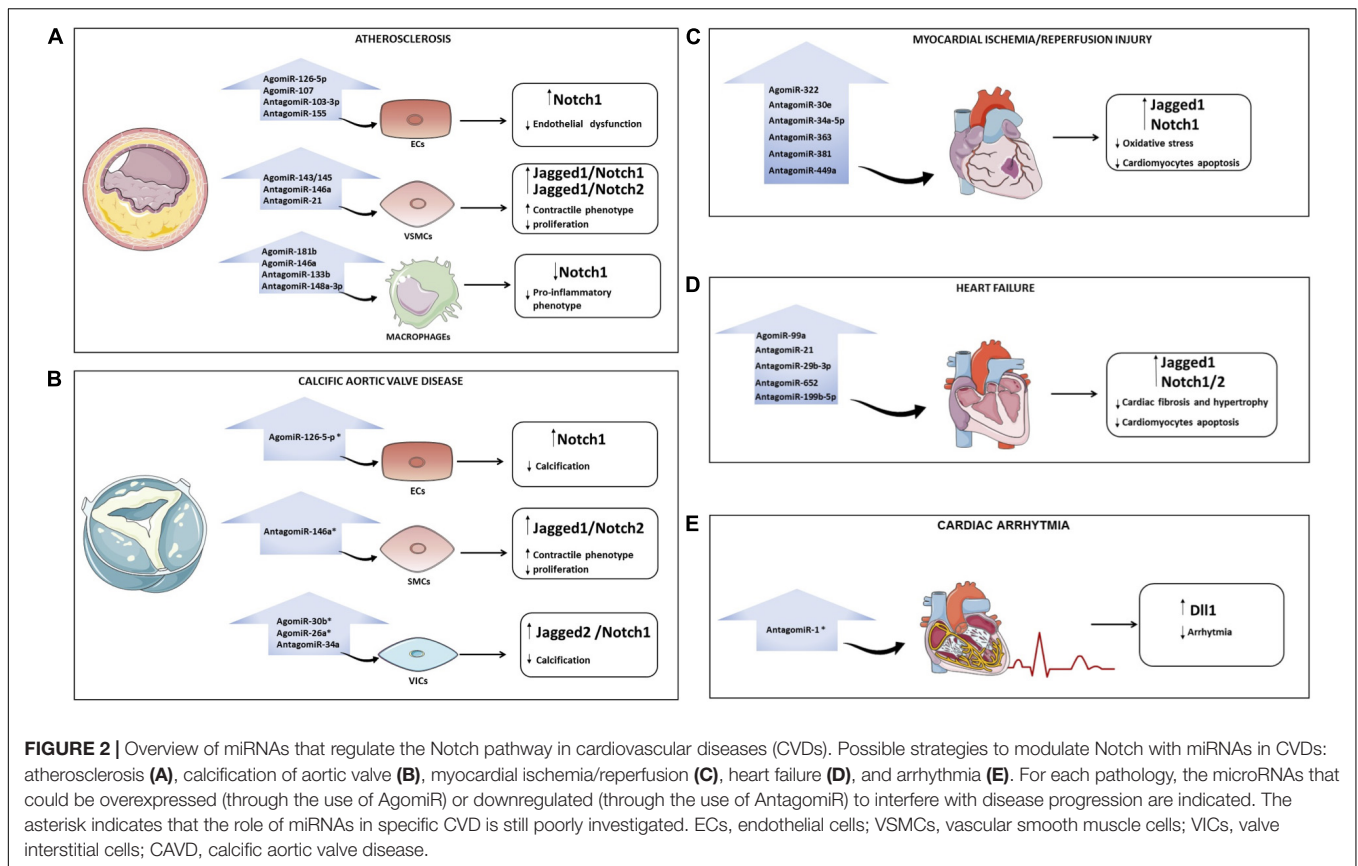 A
ATHEROSCLEROSIS
AgomiR-126-5p
AgomiR-107
AntagomiR-103-3p
AntagomiR-155
ECs
↑Notch1
↓ Endothelial dysfunction
AgomiR-143/145
AntagomiR-146a
AntagomiR-21
VSMCs
↑ Jagged1/Notch1
Jagged1/Notch2
↑ Contractile phenotype
↓ proliferation
AgomiR-181b
AgomiR-146a
AntagomiR-133b
AntagomiR-148a-3p
MACROPHAGEs
↓Notch1
↓ Pro-inflammatory
phenotype
B
CALCIFIC AORTIC VALVE DISEASE
AgomiR-126-5-p*
ECs
↑Notch1
↓ Calcification
AntagomiR-146a*
SMCs
↑ Jagged1/Notch2
↑ Contractile phenotype
↓ proliferation
AgomiR-30b*
AgomiR-26a*
AntagomiR-34a
VICs
↑ Jagged2 /Notch1
↓ Calcification
C
MYOCARDIAL ISCHEMIA/REPERFUSION INJURY
AgomiR-322
AntagomiR-30e
AntagomiR-34a-5p
AntagomiR-363
AntagomiR-381
AntagomiR-449a
↑ Jagged1
Notch1
↓ Oxidative stress
↓ Cardiomyocytes apoptosis
D
HEART FAILURE
AgomiR-99a
AntagomiR-21
AntagomiR-29b-3p
AntagomiR-652
AntagomiR-199b-5p
↑ Jagged1
Notch1/2
↓ Cardiac fibrosis and hypertrophy
↓ Cardiomyocytes apoptosis
E
CARDIAC ARRHYTMIA
AntagomiR-1*
↑ Dll1
↓ Arrhytmia
FIGURE 2 | Overview of miRNAs that regulate the Notch pathway in cardiovascular diseases (CVDs). Possible strategies to modulate Notch with miRNAs in CVDs:
atherosclerosis (A), calcification of aortic valve (B), myocardial ischemia/reperfusion (C), heart failure (D), and arrhythmia (E). For each pathology, the microRNAs that
could be overexpressed (through the use of AgomiR) or downregulated (through the use of AntagomiR) to interfere with disease progression are indicated. The
asterisk indicates that the role of miRNAs in specific CVD is still poorly investigated. ECs, endothelial cells; VSMCs, vascular smooth muscle cells; VICs, valve
interstitial cells; CAVD, calcific aortic valve disease.